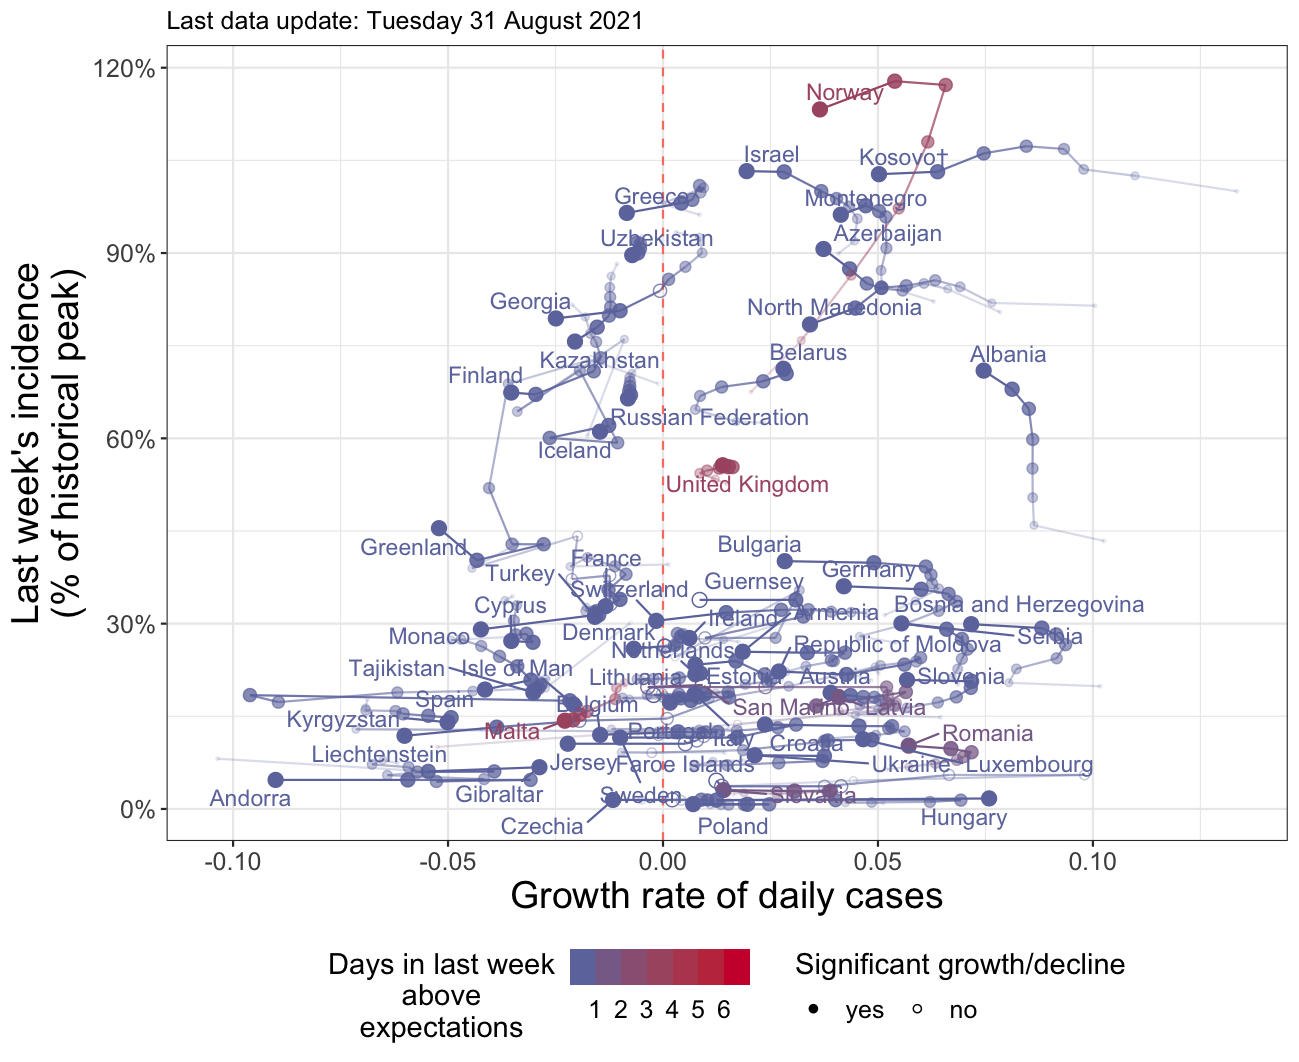 Last data update: Tuesday 31 August 2021
Last week's incidence
(% of historical peak)
120%
90%
60%
30%
0%
Norway
Israel
Kosovo†
Greece
Montenegro
Uzbekistan
Azerbaijan
Georgia
North Macedonia
Kazakhstan
Belarus
Albania
Finland
Russian Federation
Iceland
United Kingdom
Greenland
France
Bulgaria
Turkey
Switzerland
Guernsey
Germany
Cyprus
Ireland
Armenia
Bosnia and Herzegovina
Monaco
Denmark
Serbia
Netherlands
Republic of Moldova
Tajikistan
Isle of Man
Lithuania
Estonia
Austria
Slovenia
Spain
Belgium
San Marino
Latvia
Kyrgyzstan
Malta
Portugal
Italy
Croatia
Romania
Liechtenstein
Jersey
Faroe Islands
Ukraine
Luxembourg
Andorra
Gibraltar
Sweden
Slovakia
Czechia
Poland
Hungary
-0.10
-0.05
0.00
0.05
0.10
Growth rate of daily cases
Days in last week
above
expectations
1 2 3 4 5 6
Significant growth/decline
yes
no